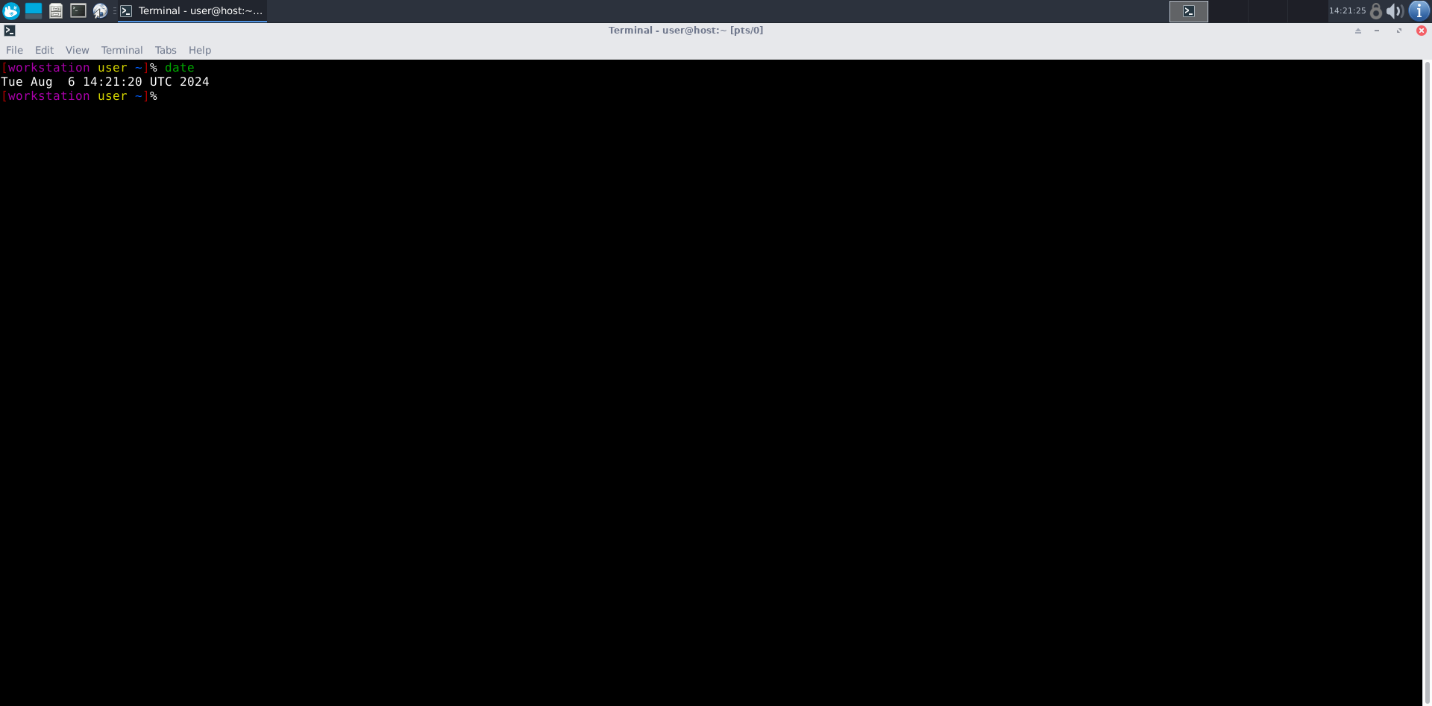 Terminal - user@host:~...
14:21:25
Terminal - user@host:~ [pts/0]
File Edit View Terminal Tabs Help
[workstation user ~]% date
Tue Aug  6 14:21:20 UTC 2024
[workstation user ~]%